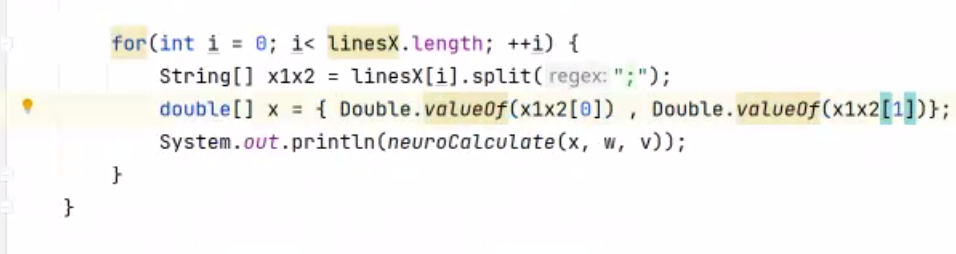 for(int i = 0; i< linesX.length; ++i) {
String[] x1x2 = linesX[i].split( regex: ";");
double[] x = { Double.valueOf(x1x2[0]) , Double.valueOf(x1x2[1])};
System.out.println(neuroCalculate(x, w, v));
}
}